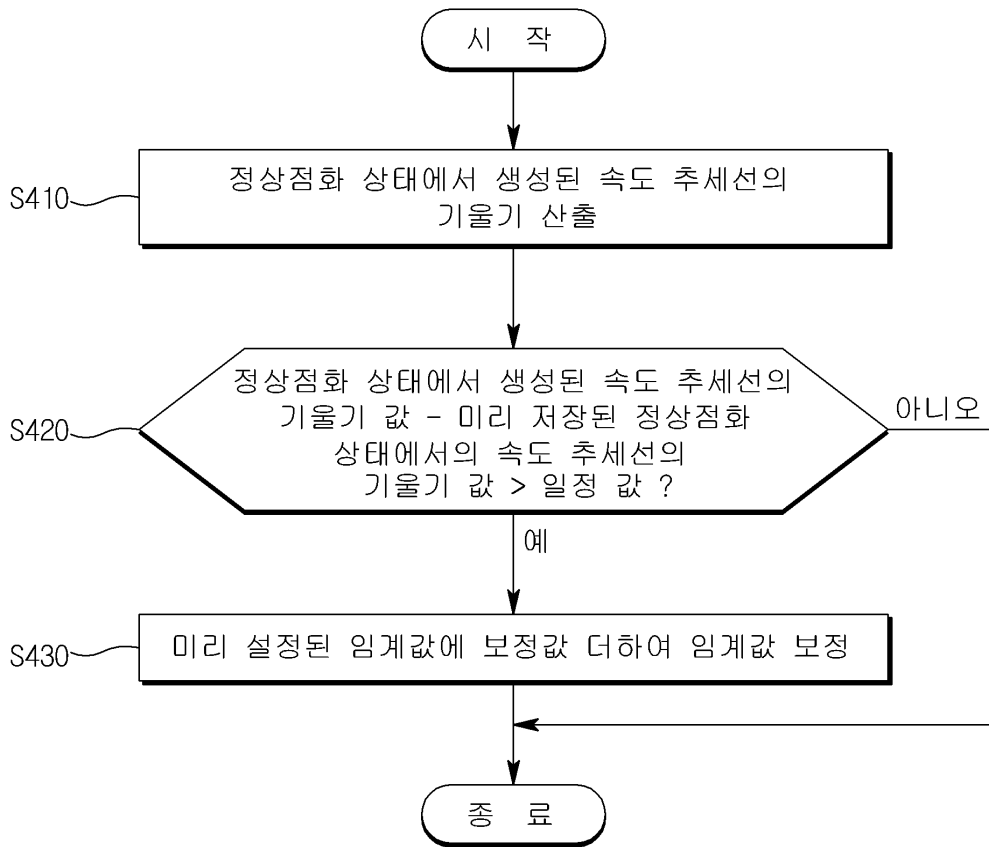 시 작
S410
정상점화 상태에서 생성된 속도 추세선의
기울기 산출
S420
정상점화 상태에서 생성된 속도 추세선의
기울기 값 - 미리 저장된 정상점화
상태에서의 속도 추세선의
기울기 값 > 일정 값 ?
아니오
예
S430
미리 설정된 임계값에 보정값 더하여 임계값 보정
종 료